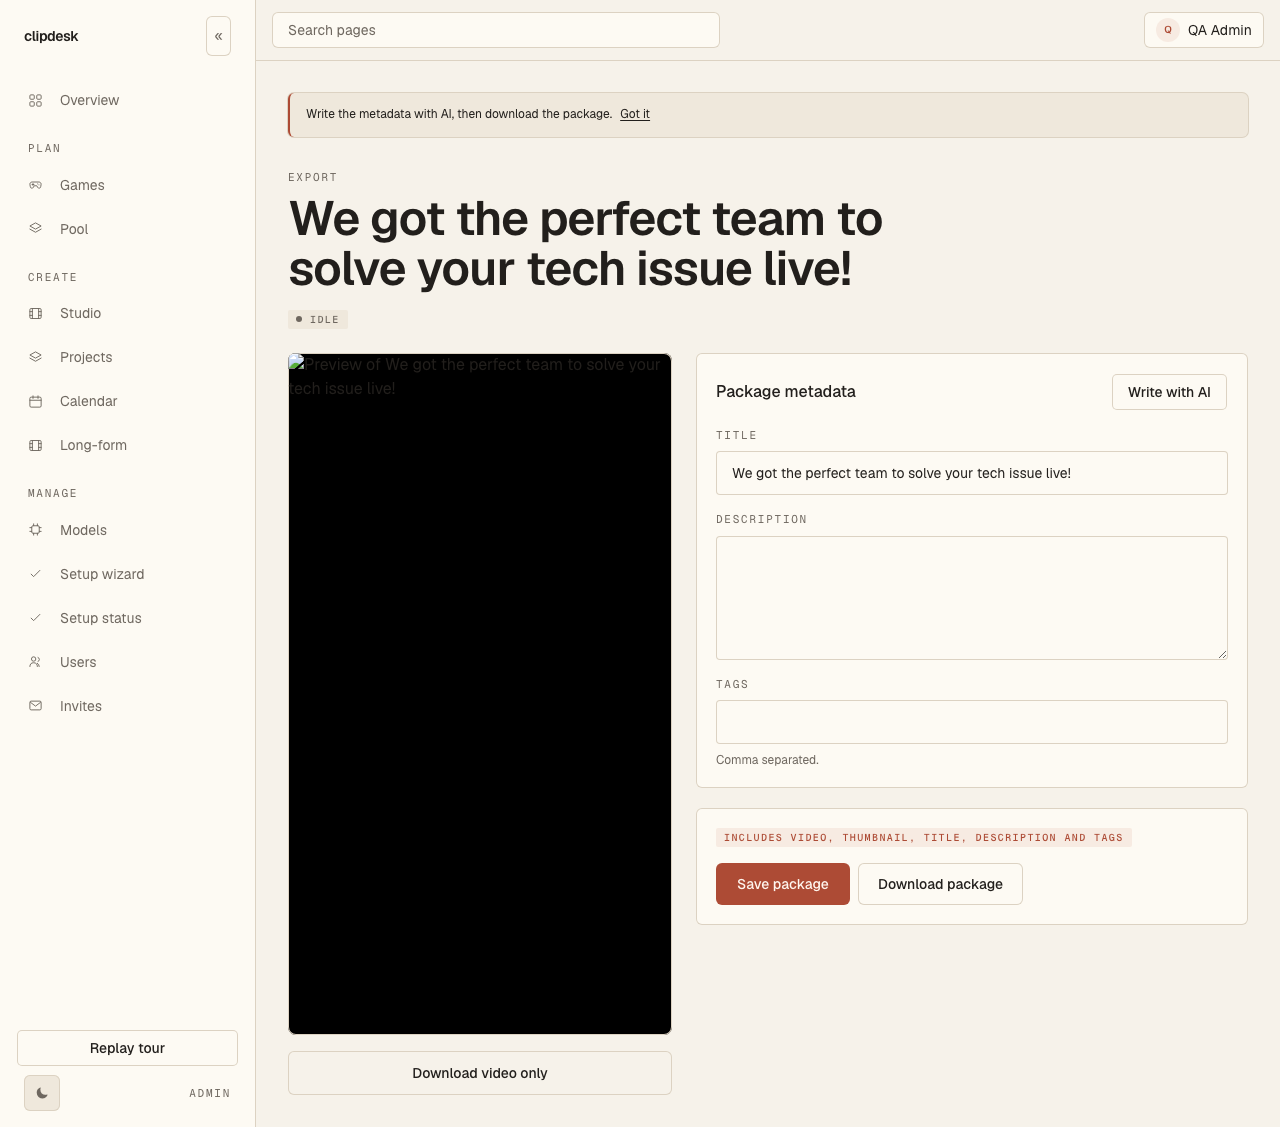 clipdesk
«
Search pages
Q
QA Admin
Overview
PLAN
Games
Pool
CREATE
Studio
Projects
Calendar
Long-form
MANAGE
Models
Setup wizard
Setup status
Users
Invites
Replay tour
ADMIN
Write the metadata with AI, then download the package. Got it
EXPORT
We got the perfect team to
solve your tech issue live!
IDLE
Preview of We got the perfect team to solve your
tech issue live!
Download video only
Package metadata
Write with AI
TITLE
We got the perfect team to solve your tech issue live!
DESCRIPTION
TAGS
Comma separated.
INCLUDES VIDEO, THUMBNAIL, TITLE, DESCRIPTION AND TAGS
Save package
Download package